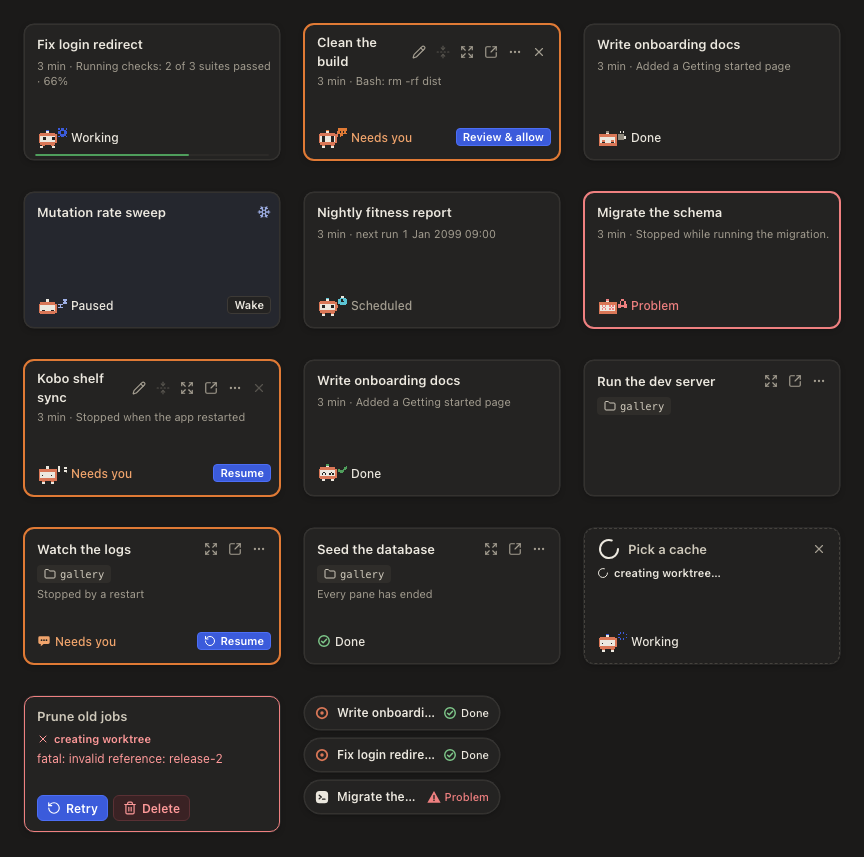 Fix login redirect
3 min · Running checks: 2 of 3 suites passed
· 66%
Working
Clean the
build
3 min · Bash: rm -rf dist
Needs you
Review & allow
Write onboarding docs
3 min · Added a Getting started page
Done
Mutation rate sweep
Paused
Wake
Nightly fitness report
3 min · next run 1 Jan 2099 09:00
Scheduled
Migrate the schema
3 min · Stopped while running the migration.
Problem
Kobo shelf
sync
3 min · Stopped when the app restarted
Needs you
Resume
Write onboarding docs
3 min · Added a Getting started page
Done
Run the dev server
gallery
Watch the logs
gallery
Stopped by a restart
Needs you
Resume
Seed the database
gallery
Every pane has ended
Done
Pick a cache
creating worktree...
Working
Prune old jobs
creating worktree
fatal: invalid reference: release-2
Retry
Delete
Write onboardi... Done
Fix login redire... Done
Migrate the... Problem